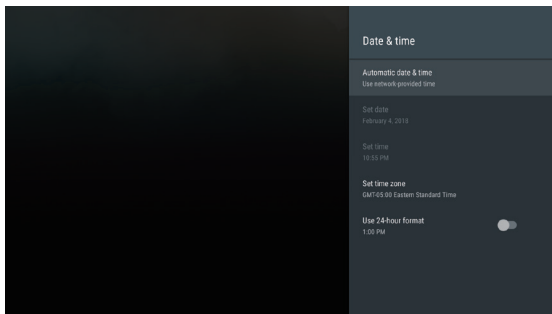 Date & time
Automatic date & time
Use network-provided time
Set date
February 4, 2018
Set time
10:55 PM
Set time zone
GMT-05:00 Eastern Standard Time
Use 24-hour format
1:00 PM